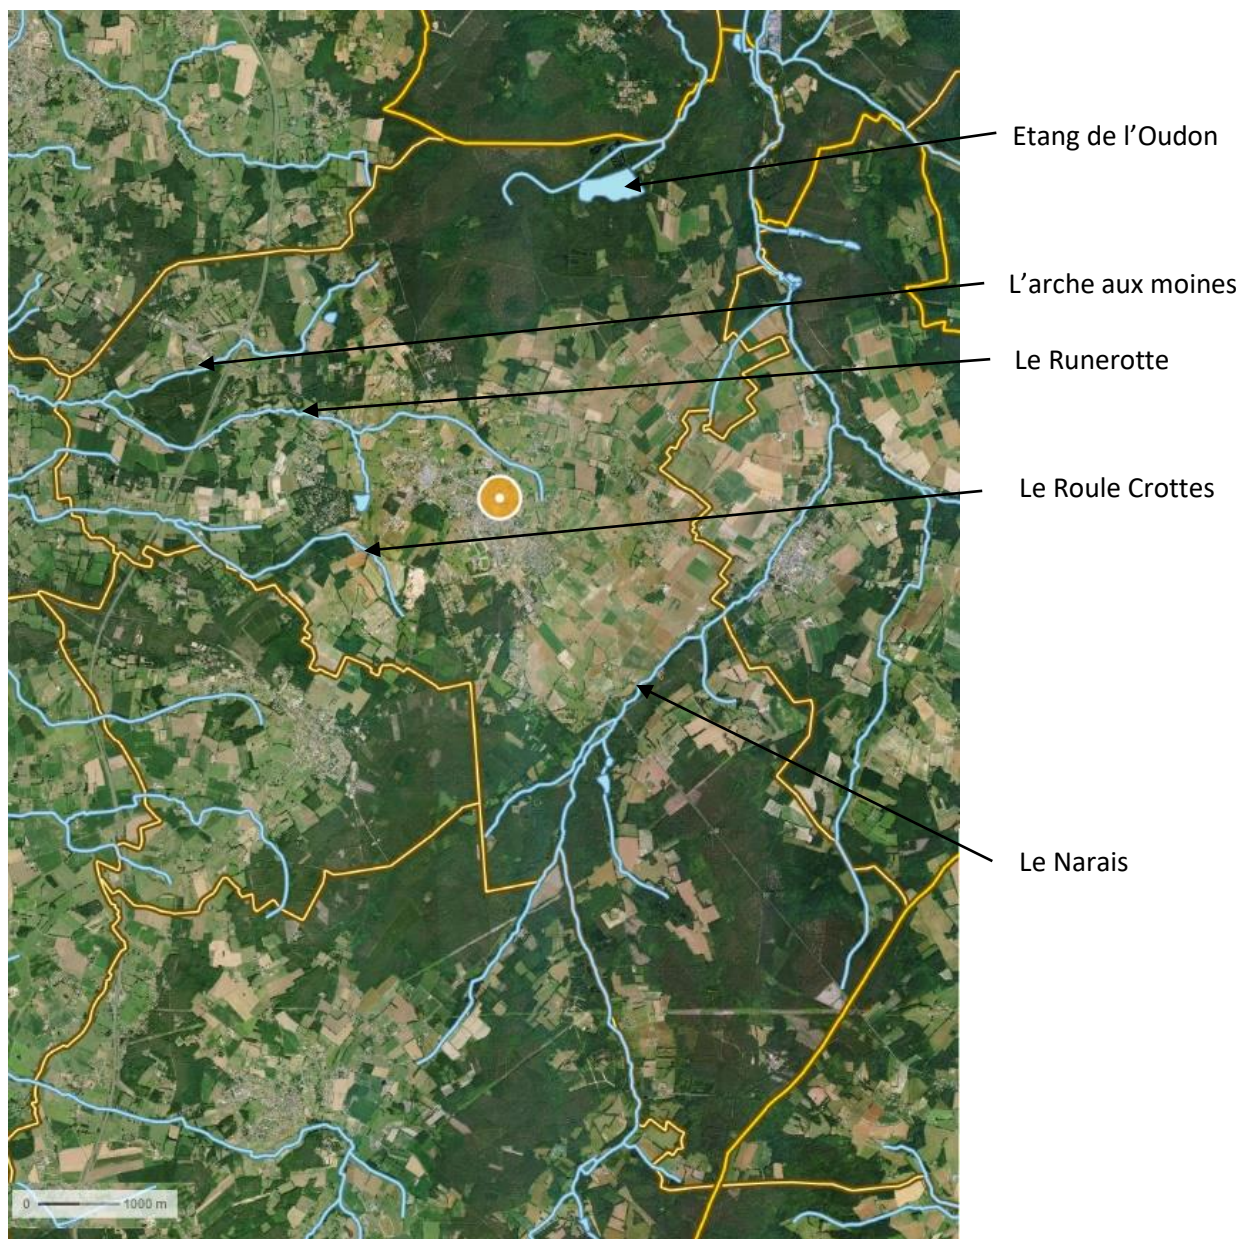 Etang de l’Oudon
L’arche aux moines
Le Runerotte
Le Roule Crottes
Le Narais
0 1000 m